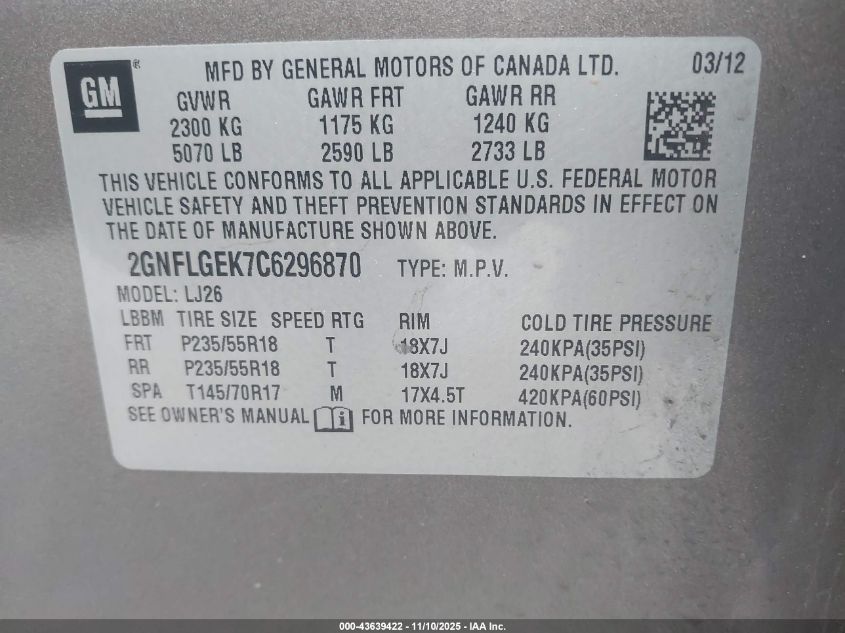 GM ®
MFD BY GENERAL MOTORS OF CANADA LTD. 03/12
GVWR GAWR FRT GAWR RR
2300 KG 1175 KG 1240 KG
5070 LB 2590 LB 2733 LB
THIS VEHICLE CONFORMS TO ALL APPLICABLE U.S. FEDERAL MOTOR
VEHICLE SAFETY AND THEFT PREVENTION STANDARDS IN EFFECT ON
THE DATE OF MANUFACTURE SHOWN ABOVE.
2GNFLGEK7C6296870 TYPE: M.P.V.
MODEL: LJ26
LBBM TIRE SIZE SPEED RTG RIM COLD TIRE PRESSURE
FRT P235/55R18 T 18X7J 240KPA(35PSI)
RR P235/55R18 T 18X7J 240KPA(35PSI)
SPA T145/70R17 M 17X4.5T 420KPA(60PSI)
SEE OWNER'S MANUAL i FOR MORE INFORMATION.
000-43639422 - 11/10/2025 - IAA Inc.